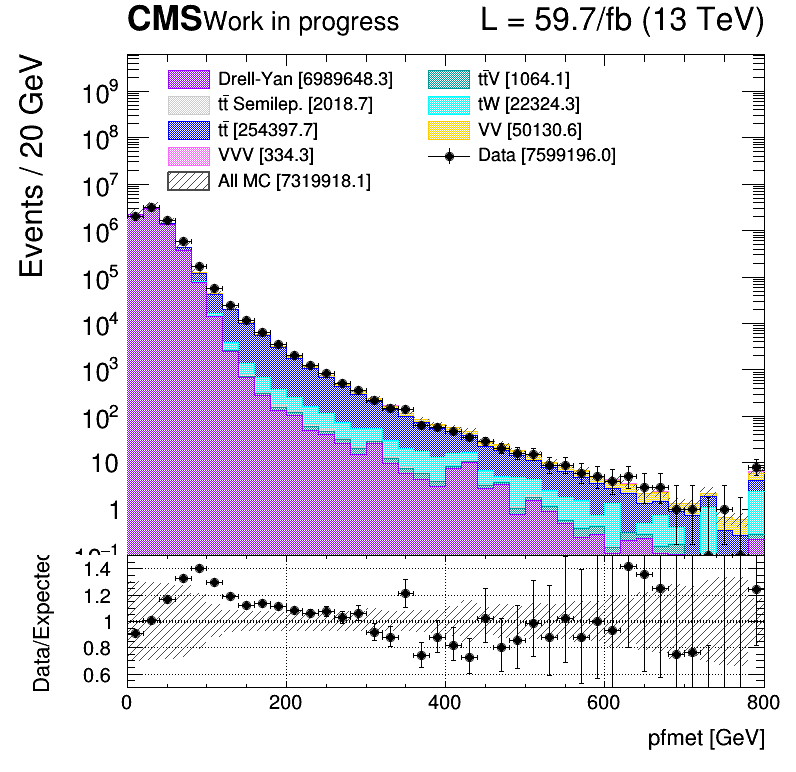 CMS Work in progress L = 59.7/fb (13 TeV)
Events / 20 GeV
10⁹
10⁸
10⁷
10⁶
10⁵
10⁴
10³
10²
10
1
10⁻¹
Drell-Yan [6989648.3]
tt̄ Semilep. [2018.7]
tt̄ [254397.7]
VVV [334.3]
All MC [7319918.1]
tt̄V [1064.1]
tW [22324.3]
VV [50130.6]
Data [7599196.0]
Data/Expected
1.4
1.2
1
0.8
0.6
0 200 400 600 800
pfmet [GeV]